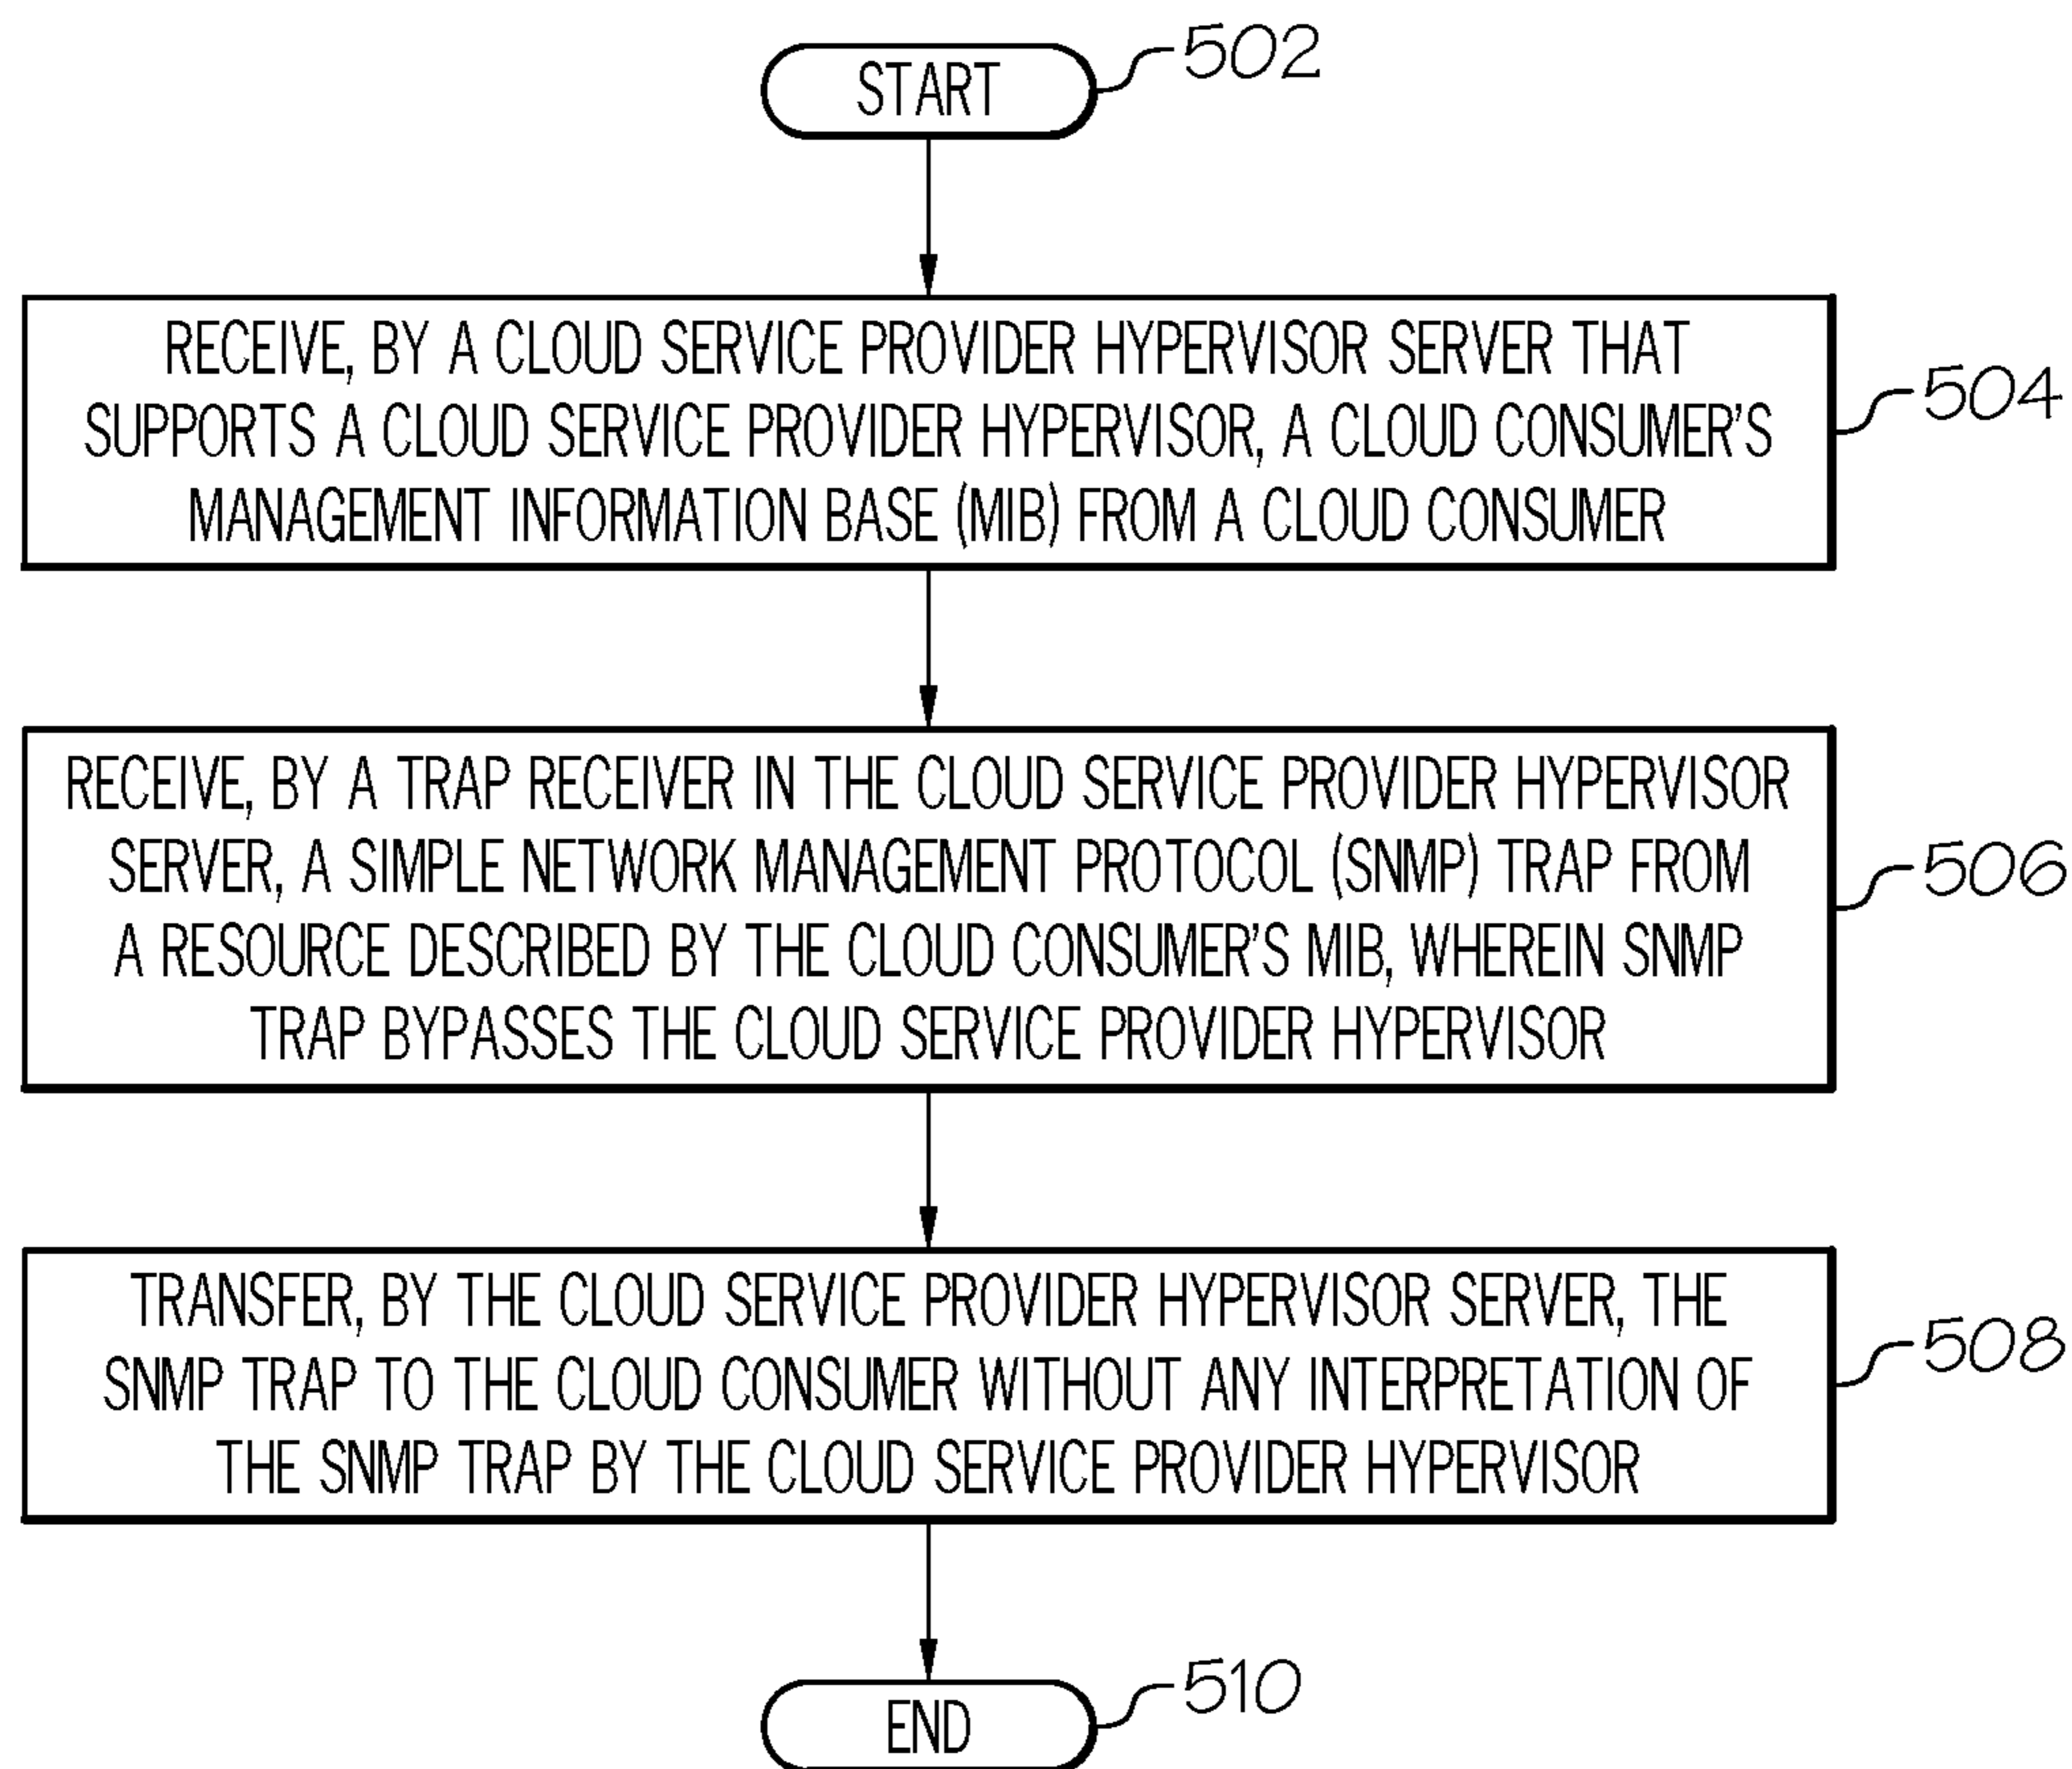 START
502
RECEIVE, BY A CLOUD SERVICE PROVIDER HYPERVISOR SERVER THAT
SUPPORTS A CLOUD SERVICE PROVIDER HYPERVISOR, A CLOUD CONSUMER'S
MANAGEMENT INFORMATION BASE (MIB) FROM A CLOUD CONSUMER
504
RECEIVE, BY A TRAP RECEIVER IN THE CLOUD SERVICE PROVIDER HYPERVISOR
SERVER, A SIMPLE NETWORK MANAGEMENT PROTOCOL (SNMP) TRAP FROM
A RESOURCE DESCRIBED BY THE CLOUD CONSUMER'S MIB, WHEREIN SNMP
TRAP BYPASSES THE CLOUD SERVICE PROVIDER HYPERVISOR
506
TRANSFER, BY THE CLOUD SERVICE PROVIDER HYPERVISOR SERVER, THE
SNMP TRAP TO THE CLOUD CONSUMER WITHOUT ANY INTERPRETATION OF
THE SNMP TRAP BY THE CLOUD SERVICE PROVIDER HYPERVISOR
508
END
510